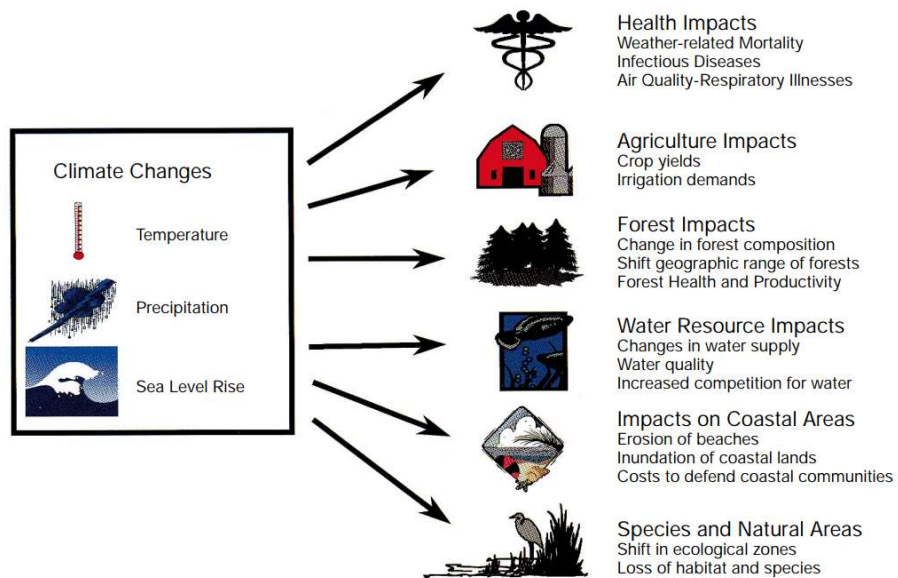 Climate Changes
Temperature
Precipitation
Sea Level Rise
Health Impacts
Weather-related Mortality
Infectious Diseases
Air Quality-Respiratory Illnesses
Agriculture Impacts
Crop yields
Irrigation demands
Forest Impacts
Change in forest composition
Shift geographic range of forests
Forest Health and Productivity
Water Resource Impacts
Changes in water supply
Water quality
Increased competition for water
Impacts on Coastal Areas
Erosion of beaches
Inundation of coastal lands
Costs to defend coastal communities
Species and Natural Areas
Shift in ecological zones
Loss of habitat and species